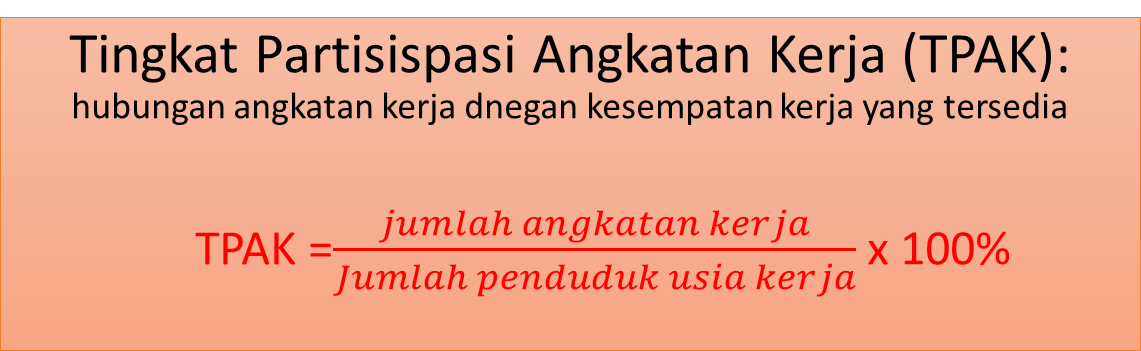 Tingkat Partisispasi Angkatan Kerja (TPAK):
hubungan angkatan kerja dnegan kesempatan kerja yang tersedia
TPAK = jumlah angkatan kerja / Jumlah penduduk usia kerja x 100%